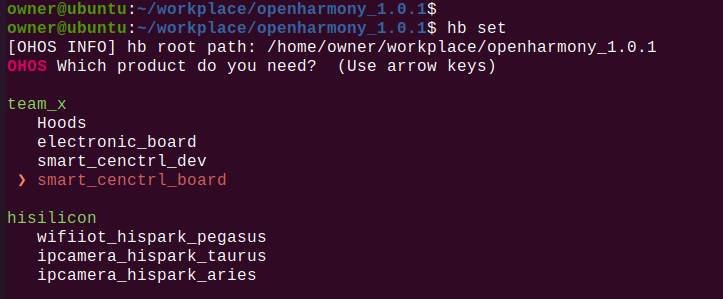 owner@ubuntu:~/workplace/openharmony_1.0.1$
owner@ubuntu:~/workplace/openharmony_1.0.1$ hb set
[OHOS INFO] hb root path: /home/owner/workplace/openharmony_1.0.1
OHOS Which product do you need?  (Use arrow keys)
team_x
Hoods
electronic_board
smart_cenctrl_dev
❯ smart_cenctrl_board
hisilicon
wifiiot_hispark_pegasus
ipcamera_hispark_taurus
ipcamera_hispark_aries